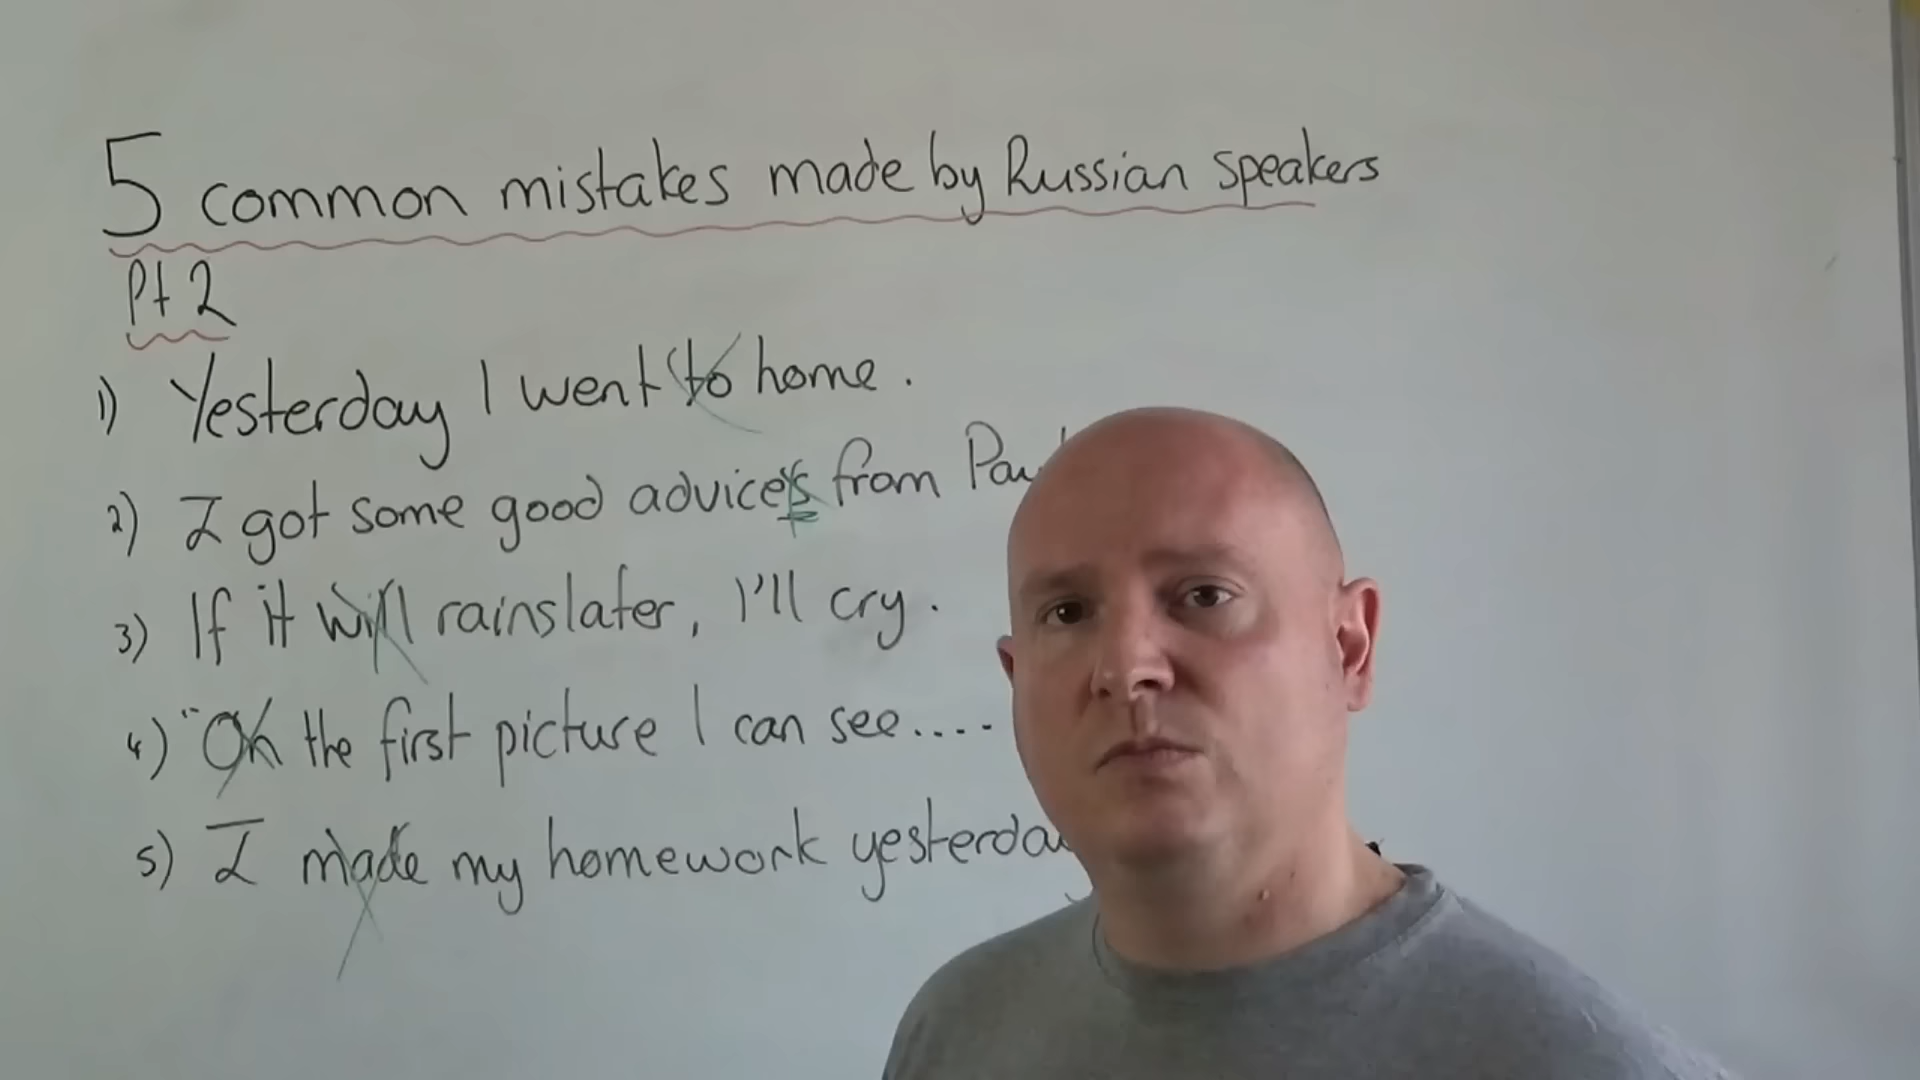 5 common mistakes made by Russian speakers
Pt 2
1) Yesterday I went to home.
2) I got some good advices from
3) If it will rains later, I'll cry.
4) "On the first picture I can see....
5) I made my homework